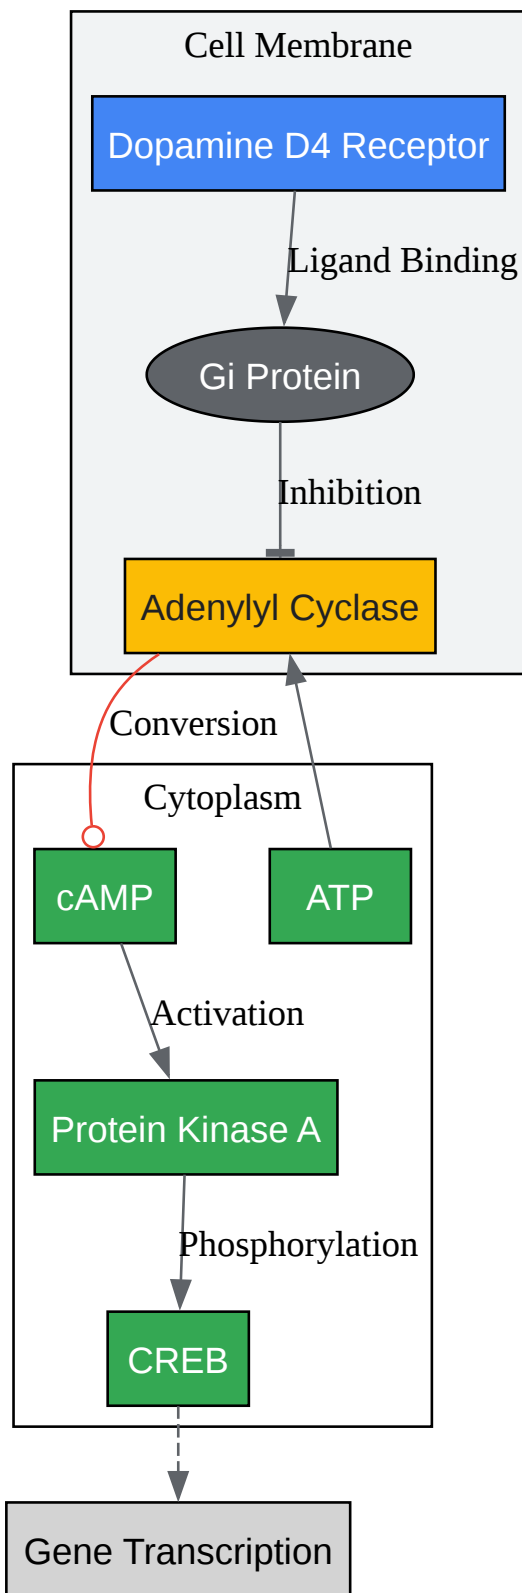 Cell Membrane
Dopamine D4 Receptor
Ligand Binding
Gi Protein
Inhibition
Adenylyl Cyclase
Conversion
Cytoplasm
cAMP
ATP
Activation
Protein Kinase A
Phosphorylation
CREB
Gene Transcription